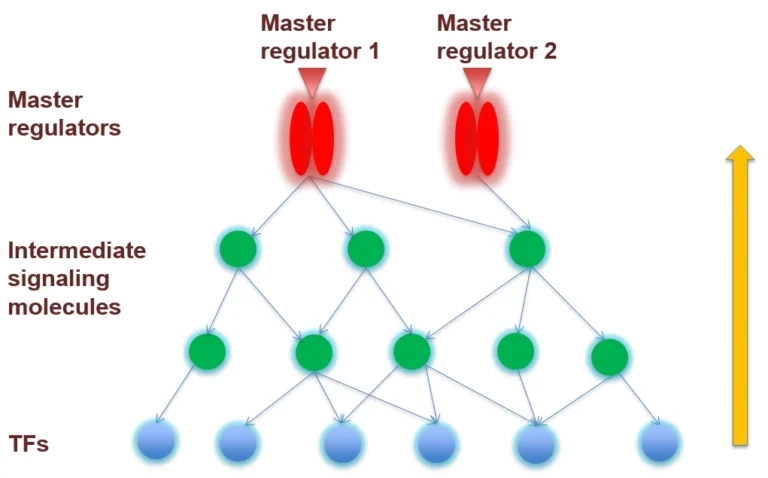 Master
regulator 1
Master
regulator 2
Master
regulators
Intermediate
signaling
molecules
TFs